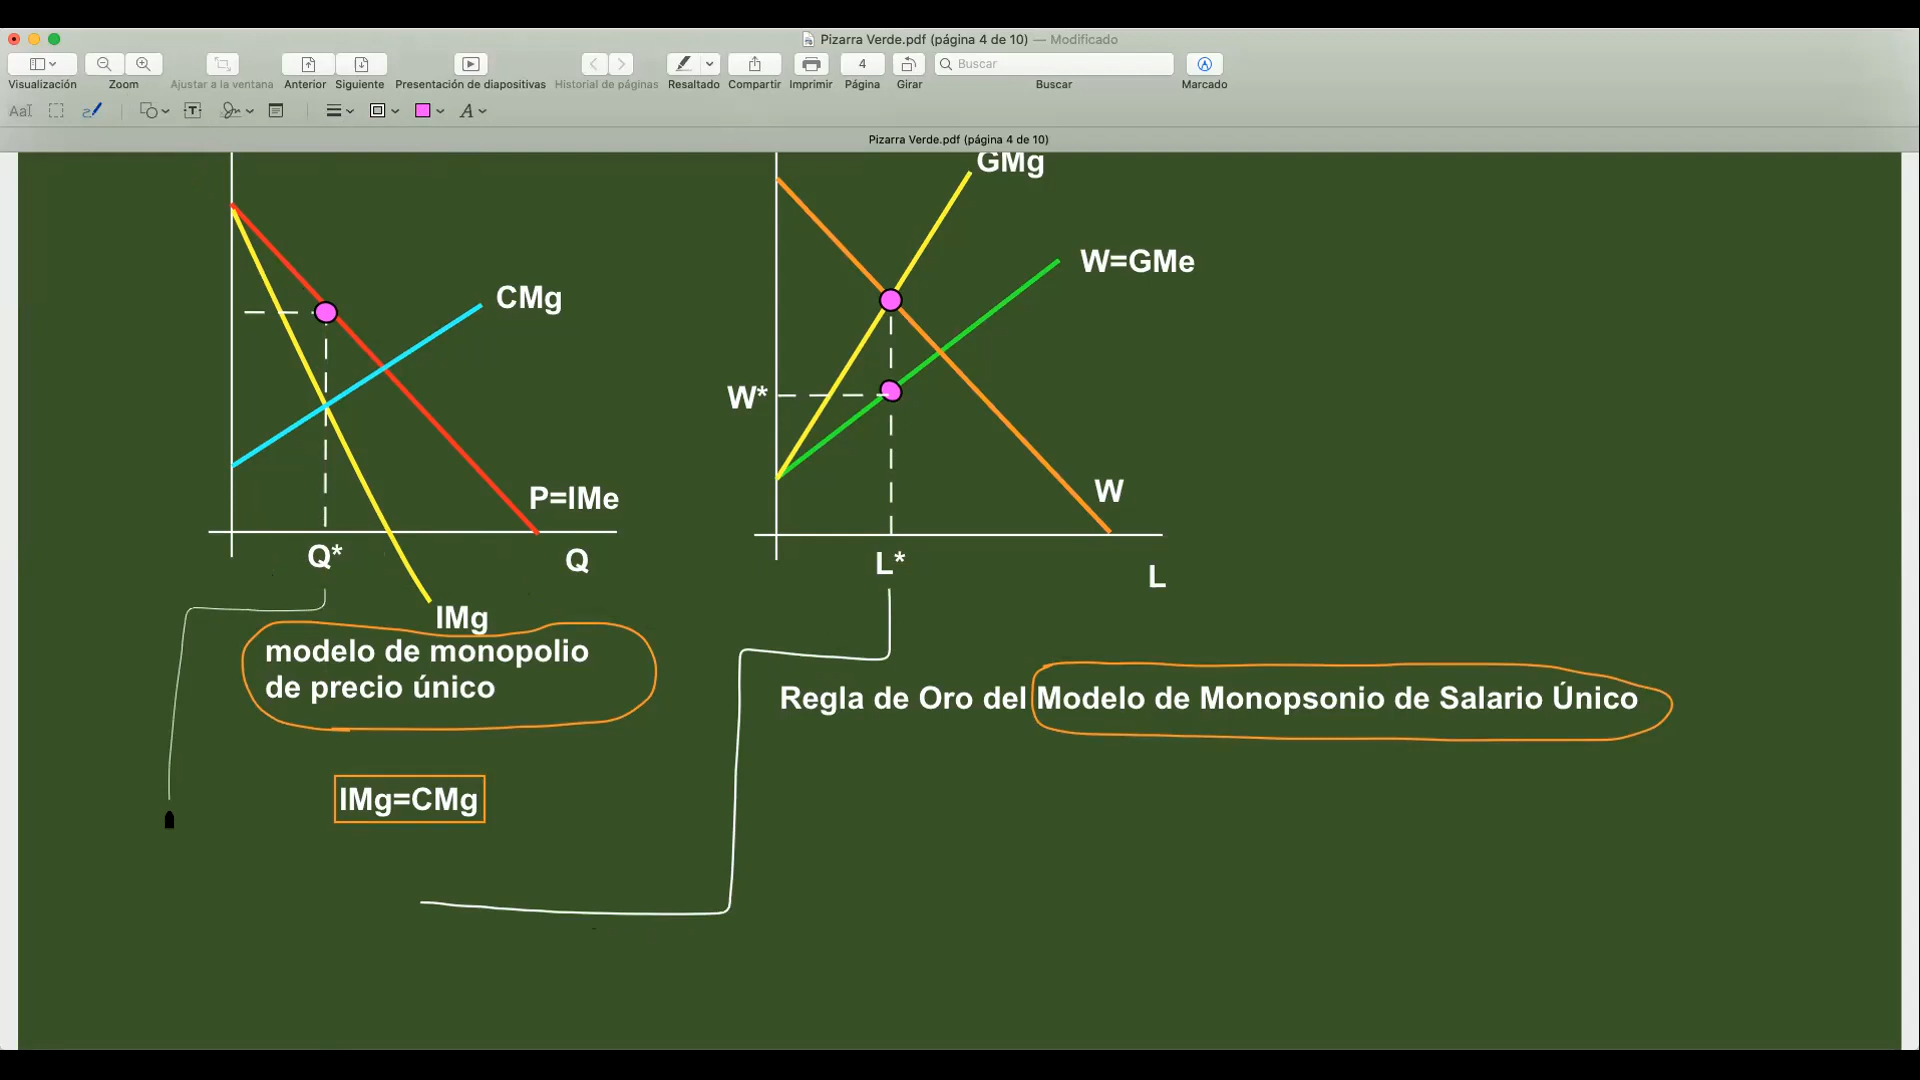 Pizarra Verde.pdf (página 4 de 10) — Modificado
4
Buscar
Visualización
Zoom
Ajustar a la ventana
Anterior
Siguiente
Presentación de diapositivas
Historial de páginas
Resaltado
Compartir
Imprimir
Página
Girar
Buscar
Marcado
AaI
T
A
Pizarra Verde.pdf (página 4 de 10)
GMg
W=GMe
CMg
W*
P=IMe
W
Q*
Q
L*
L
IMg
modelo de monopolio
de precio único
Regla de Oro del Modelo de Monopsonio de Salario Único
IMg=CMg